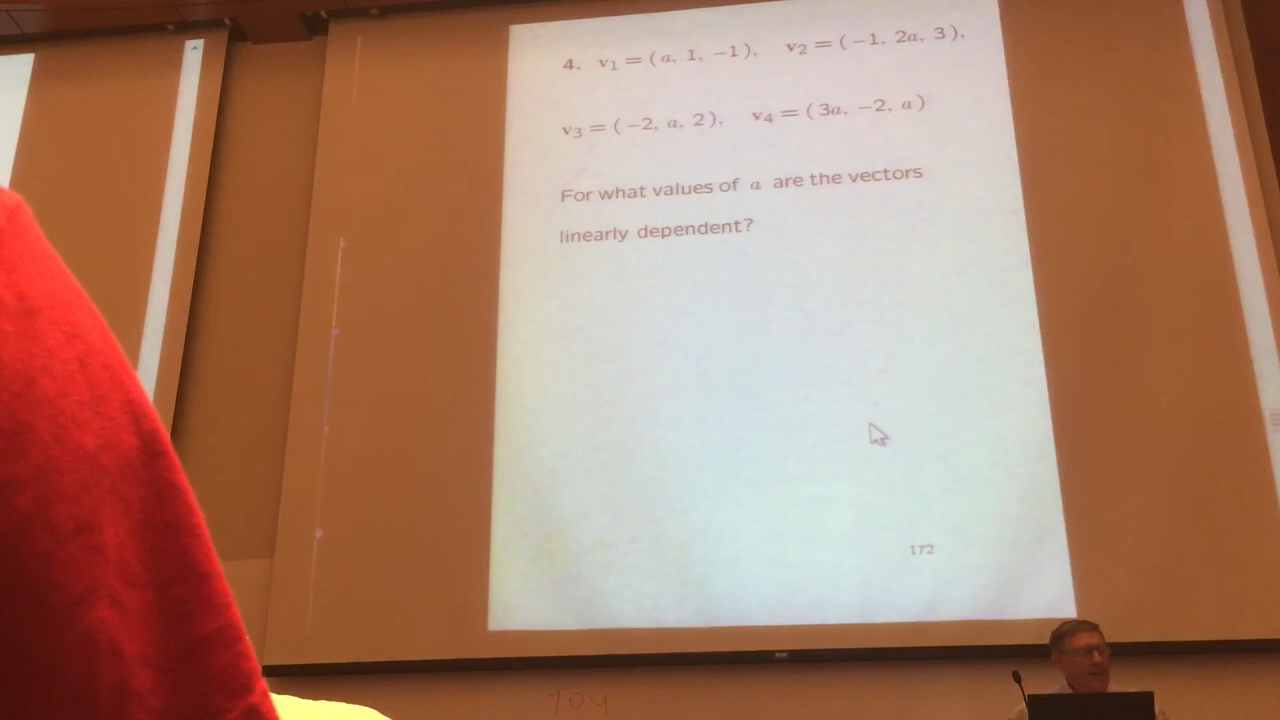 4. v₁ = (a, 1, −1), v₂ = (−1, 2a, 3),
v₃ = (−2, a, 2), v₄ = (3a, −2, a)
For what values of a are the vectors
linearly dependent?
172
104